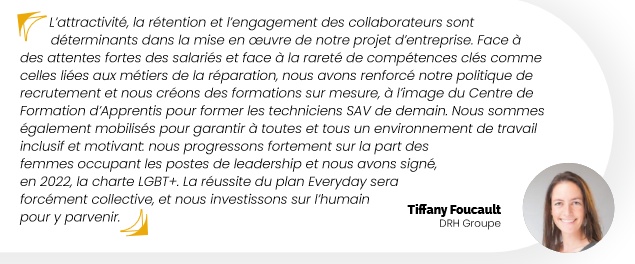 L’attractivité, la rétention et l’engagement des collaborateurs sont
déterminants dans la mise en œuvre de notre projet d’entreprise. Face à
des attentes fortes des salariés et face à la rareté de compétences clés comme
celles liées aux métiers de la réparation, nous avons renforcé notre politique de
recrutement et nous créons des formations sur mesure, à l’image du Centre de
Formation d’Apprentis pour former les techniciens SAV de demain. Nous sommes
également mobilisés pour garantir à toutes et tous un environnement de travail
inclusif et motivant: nous progressons fortement sur la part des
femmes occupant les postes de leadership et nous avons signé,
en 2022, la charte LGBT+. La réussite du plan Everyday sera
forcément collective, et nous investissons sur l’humain
pour y parvenir.
Tiffany Foucault
DRH Groupe